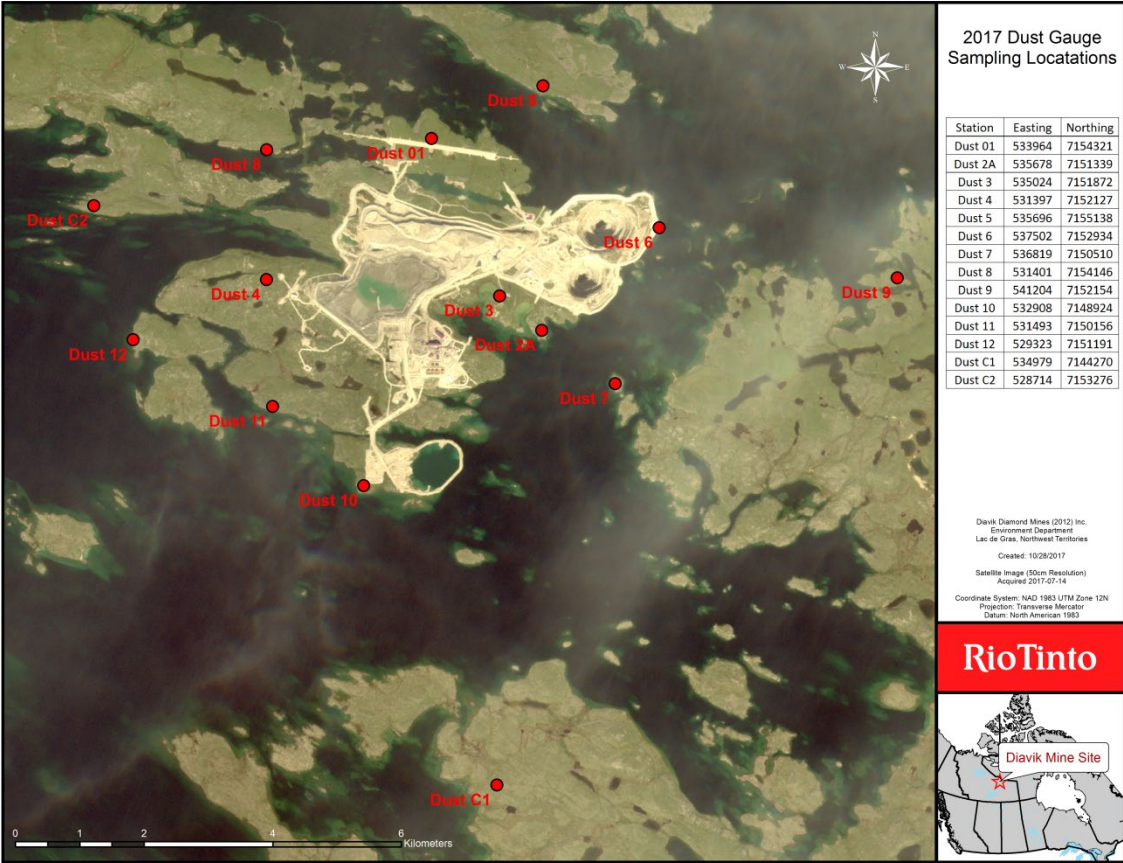 2017 Dust Gauge
Sampling Locatations
Station Easting Northing
Dust 01 533964 7154321
Dust 2A 535678 7151339
Dust 3 535024 7151872
Dust 4 531397 7152127
Dust 5 535696 7155138
Dust 6 537502 7152934
Dust 7 536819 7150510
Dust 8 531401 7154146
Dust 9 541204 7152154
Dust 10 532908 7148924
Dust 11 531493 7150156
Dust 12 529323 7151191
Dust C1 534979 7144270
Dust C2 528714 7153276
Diavik Diamond Mines (2012) Inc.
Environment Department
Lac de Gras, Northwest Territories
Created: 10/28/2017
Satellite Image (50cm Resolution)
Acquired 2017-07-14
Coordinate System: NAD 1983 UTM Zone 12N
Projection: Transverse Mercator
Datum: North American 1983
RioTinto
Diavik Mine Site
N
W E
S
Dust 5
Dust 01
Dust 8
Dust C2
Dust 6
Dust 4
Dust 9
Dust 3
Dust 2A
Dust 12
Dust 7
Dust 11
Dust 10
Dust C1
0 1 2 4 6
Kilometers